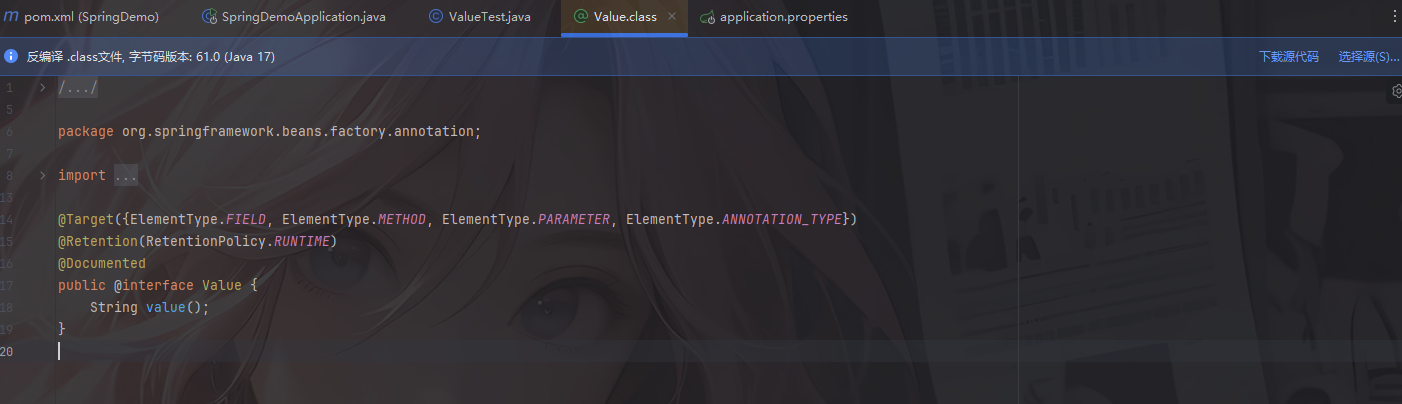 pom.xml (SpringDemo) SpringDemoApplication.java ValueTest.java Value.class application.properties
反编译 .class文件, 字节码版本: 61.0 (Java 17) 下载源代码 选择源(S)...
1 /.../
5
6 package org.springframework.beans.factory.annotation;
7
8 import ...
13
14 @Target({ElementType.FIELD, ElementType.METHOD, ElementType.PARAMETER, ElementType.ANNOTATION_TYPE})
15 @Retention(RetentionPolicy.RUNTIME)
16 @Documented
17 public @interface Value {
18 String value();
19 }
20